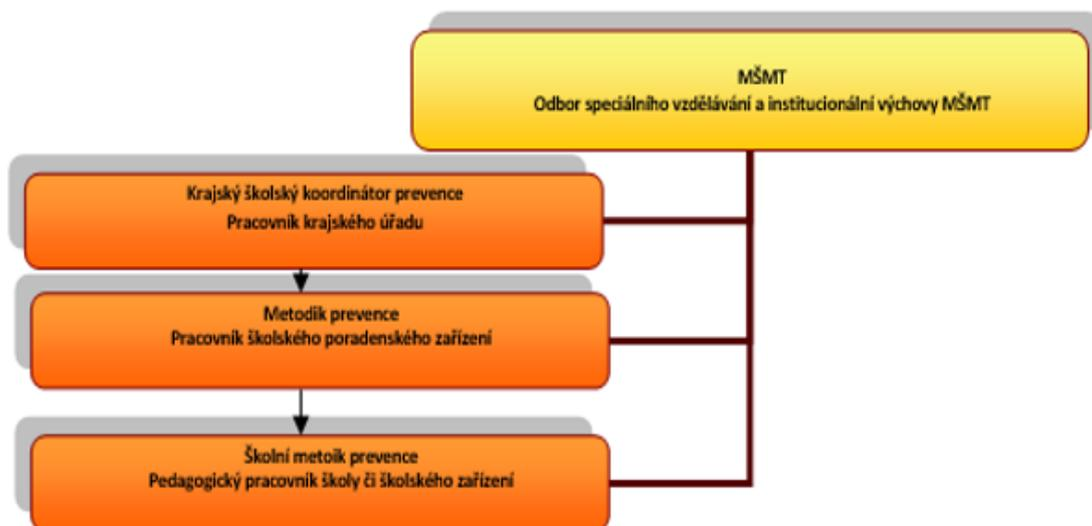 MŠMT
Odbor speciálního vzdělávání a institucionální výchovy MŠMT
Krajský školský koordinátor prevence
Pracovník krajského úřadu
Metodik prevence
Pracovník školského poradenského zařízení
Školní metoik prevence
Pedagogický pracovník školy či školského zařízení